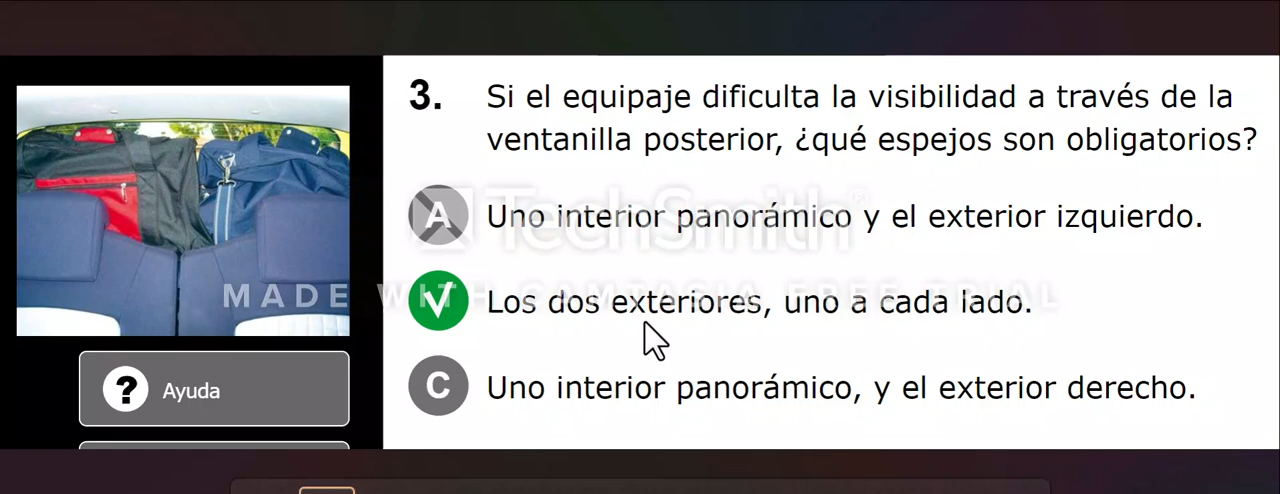 3. Si el equipaje dificulta la visibilidad a través de la
ventanilla posterior, ¿qué espejos son obligatorios?
A Uno interior panorámico y el exterior izquierdo.
TechSmith®
MADE WITH CAMTASIA FREE TRIAL
Los dos exteriores, uno a cada lado.
C Uno interior panorámico, y el exterior derecho.
? Ayuda